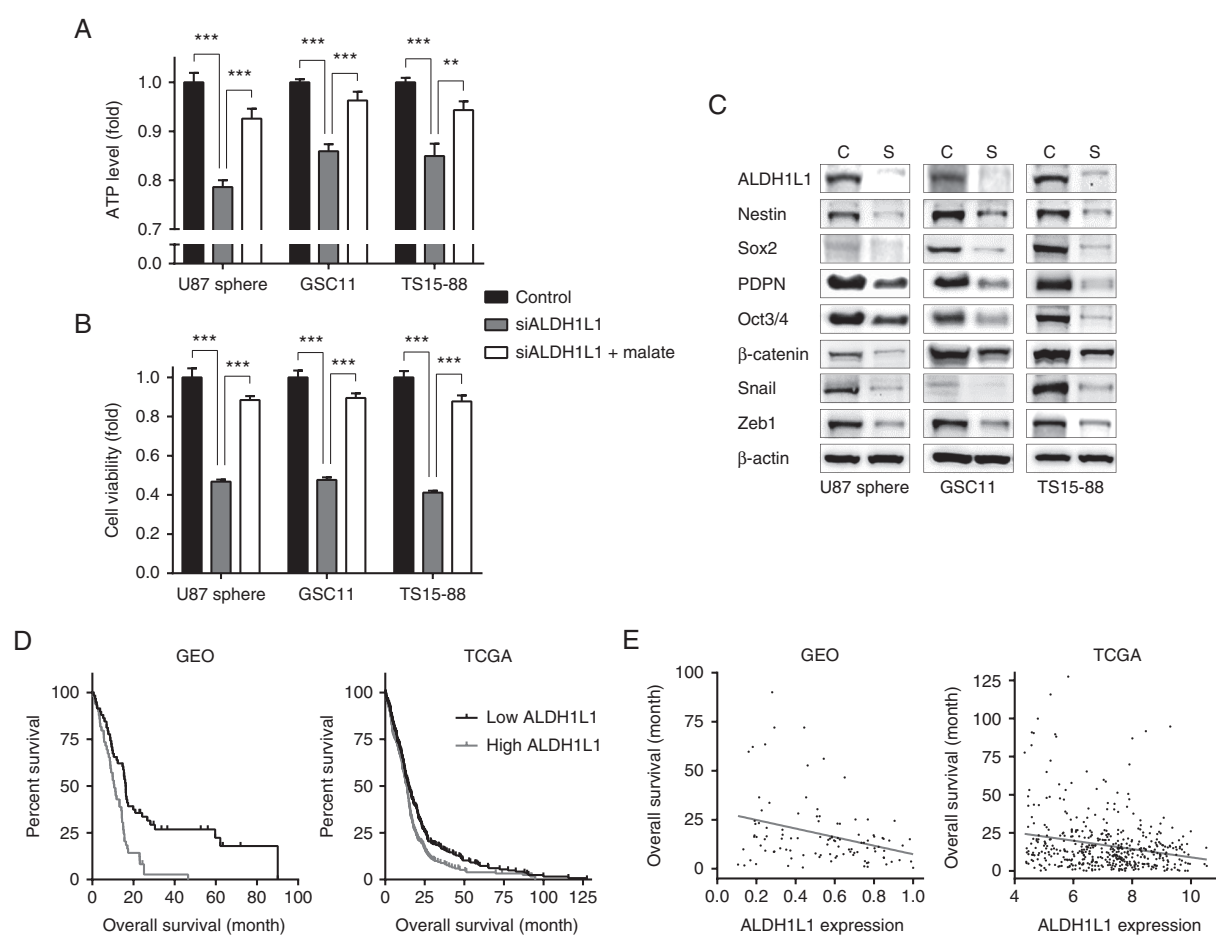 A
*** *** *** *** *** **
ATP level (fold)
1.0
0.9
0.8
0.7
0.0
U87 sphere GSC11 TS15-88
Control
siALDH1L1
siALDH1L1 + malate
B
*** *** *** *** *** ***
Cell viability (fold)
1.0
0.8
0.6
0.4
0.2
0.0
U87 sphere GSC11 TS15-88
C
C S C S C S
ALDH1L1
Nestin
Sox2
PDPN
Oct3/4
β-catenin
Snail
Zeb1
β-actin
U87 sphere GSC11 TS15-88
D
GEO
Percent survival
100
75
50
25
0
0 20 40 60 80 100
Overall survival (month)
TCGA
Percent survival
100
75
50
25
0
0 25 50 75 100 125
Overall survival (month)
Low ALDH1L1
High ALDH1L1
E
GEO
Overall survival (month)
100
75
50
25
0
0.0 0.2 0.4 0.6 0.8 1.0
ALDH1L1 expression
TCGA
Overall survival (month)
125
100
75
50
25
0
4 6 8 10
ALDH1L1 expression